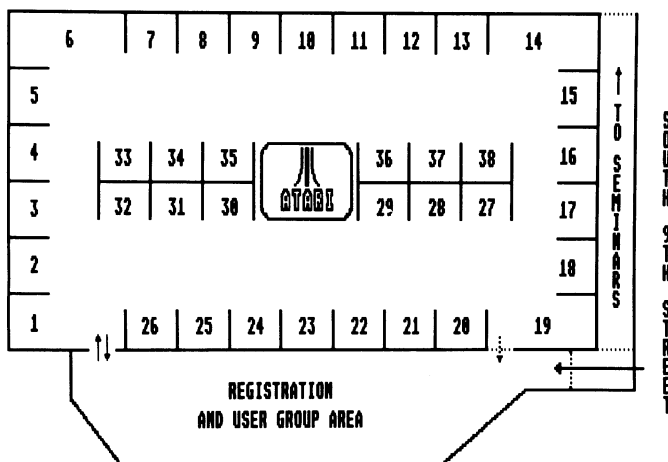 6 7 8 9 10 11 12 13 14
5 15
4 33 34 35 36 37 38 16
ATARI
3 32 31 30 29 28 27 17
2 18
1 26 25 24 23 22 21 20 19
TO SEMINARS
SOUTH 9TH STREET
REGISTRATION
AND USER GROUP AREA